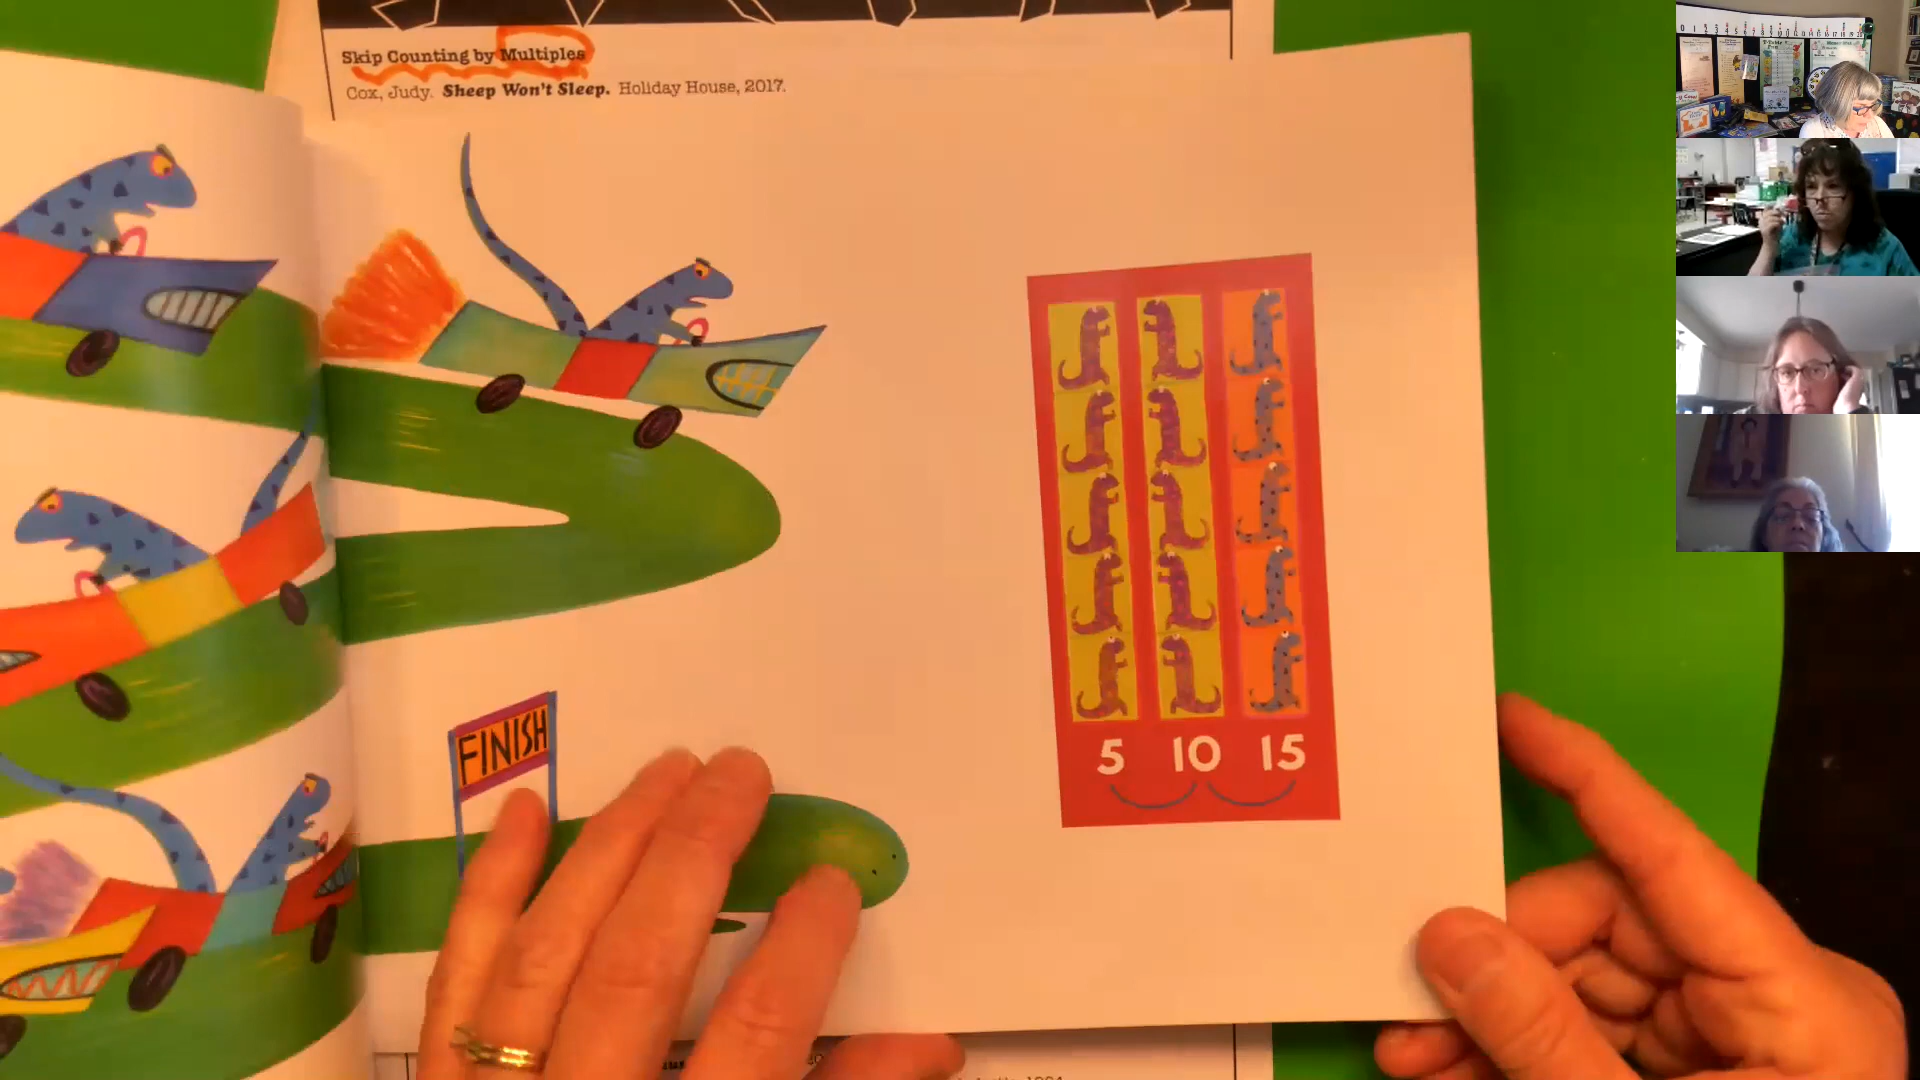 Skip Counting by Multiples
Cox, Judy. Sheep Won't Sleep. Holiday House, 2017.
FINISH
5 10 15